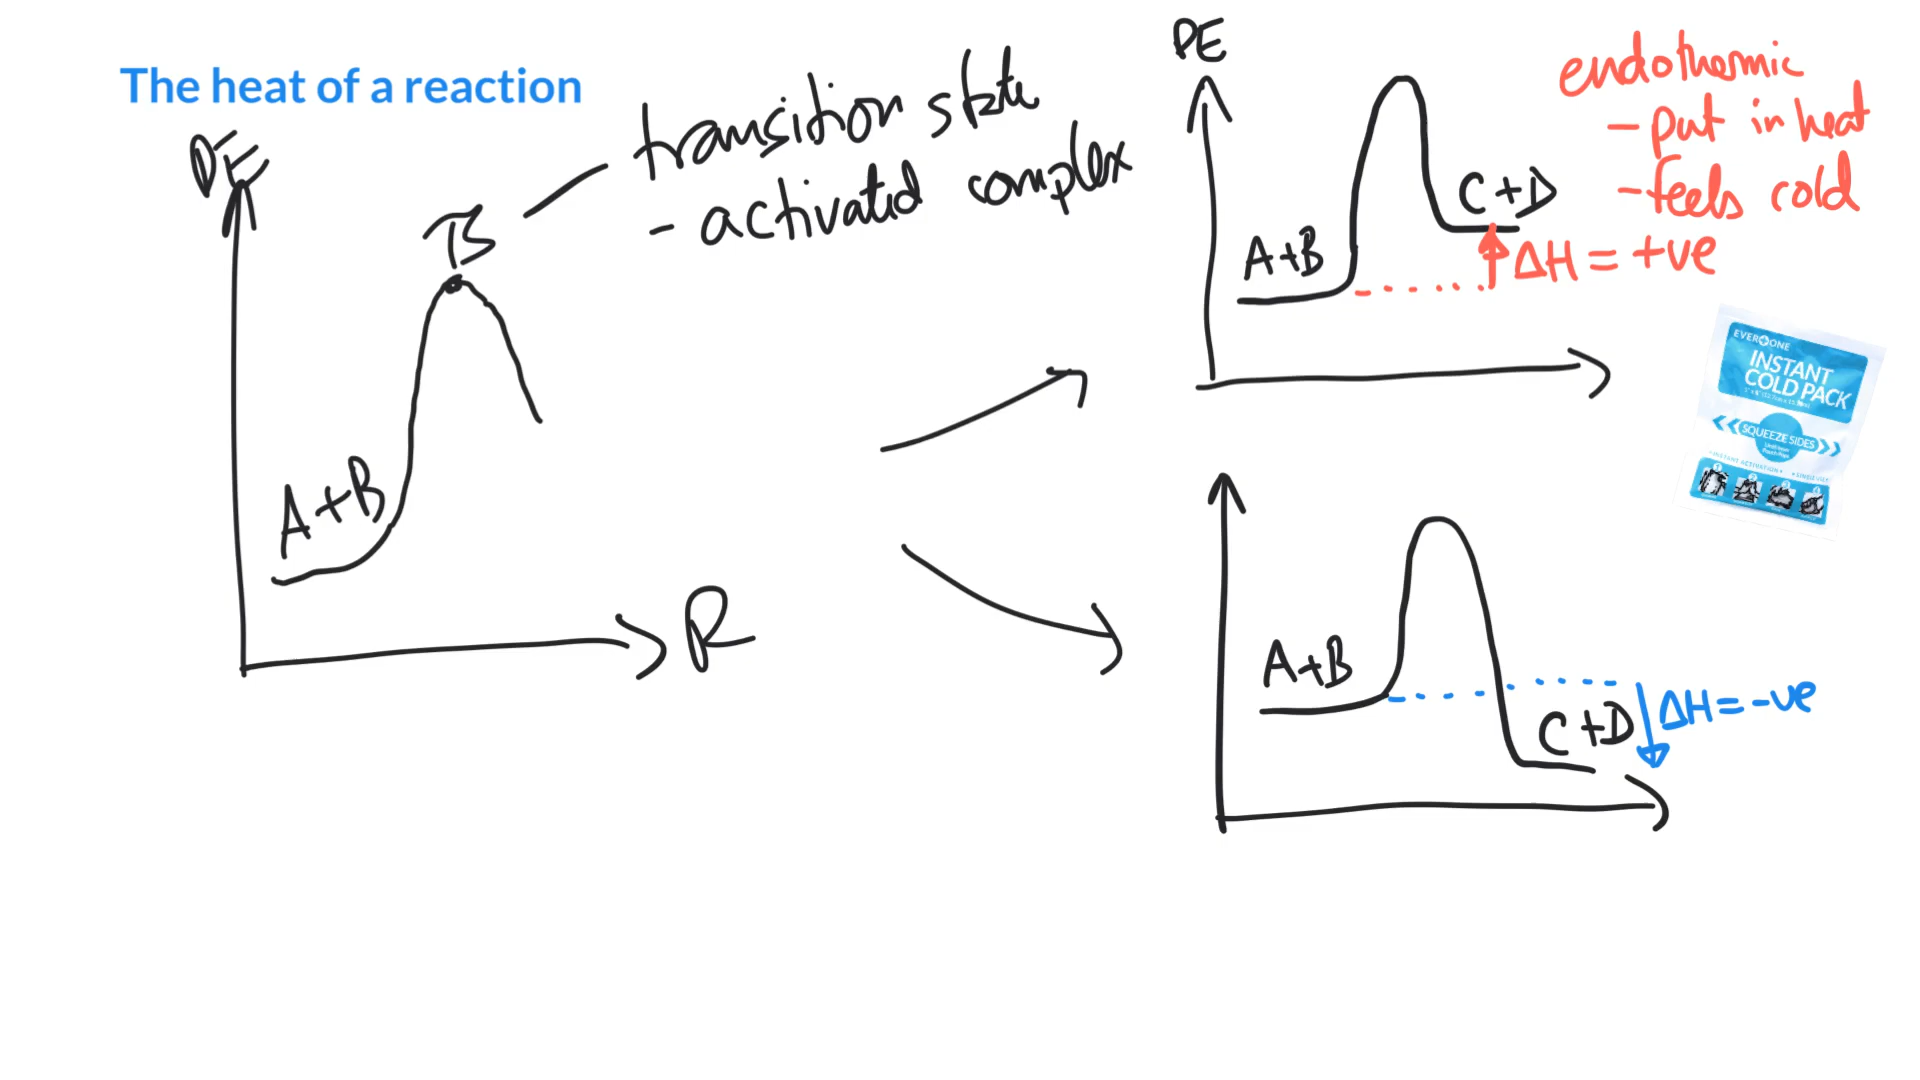 The heat of a reaction
PE
TS
transition state
- activated complex
A+B
R
PE
A+B
C+D
endothermic
- put in heat
- feels cold
ΔH = +ve
EVERONE
INSTANT
COLD PACK
SQUEEZE SIDES
A+B
C+D
ΔH = -ve